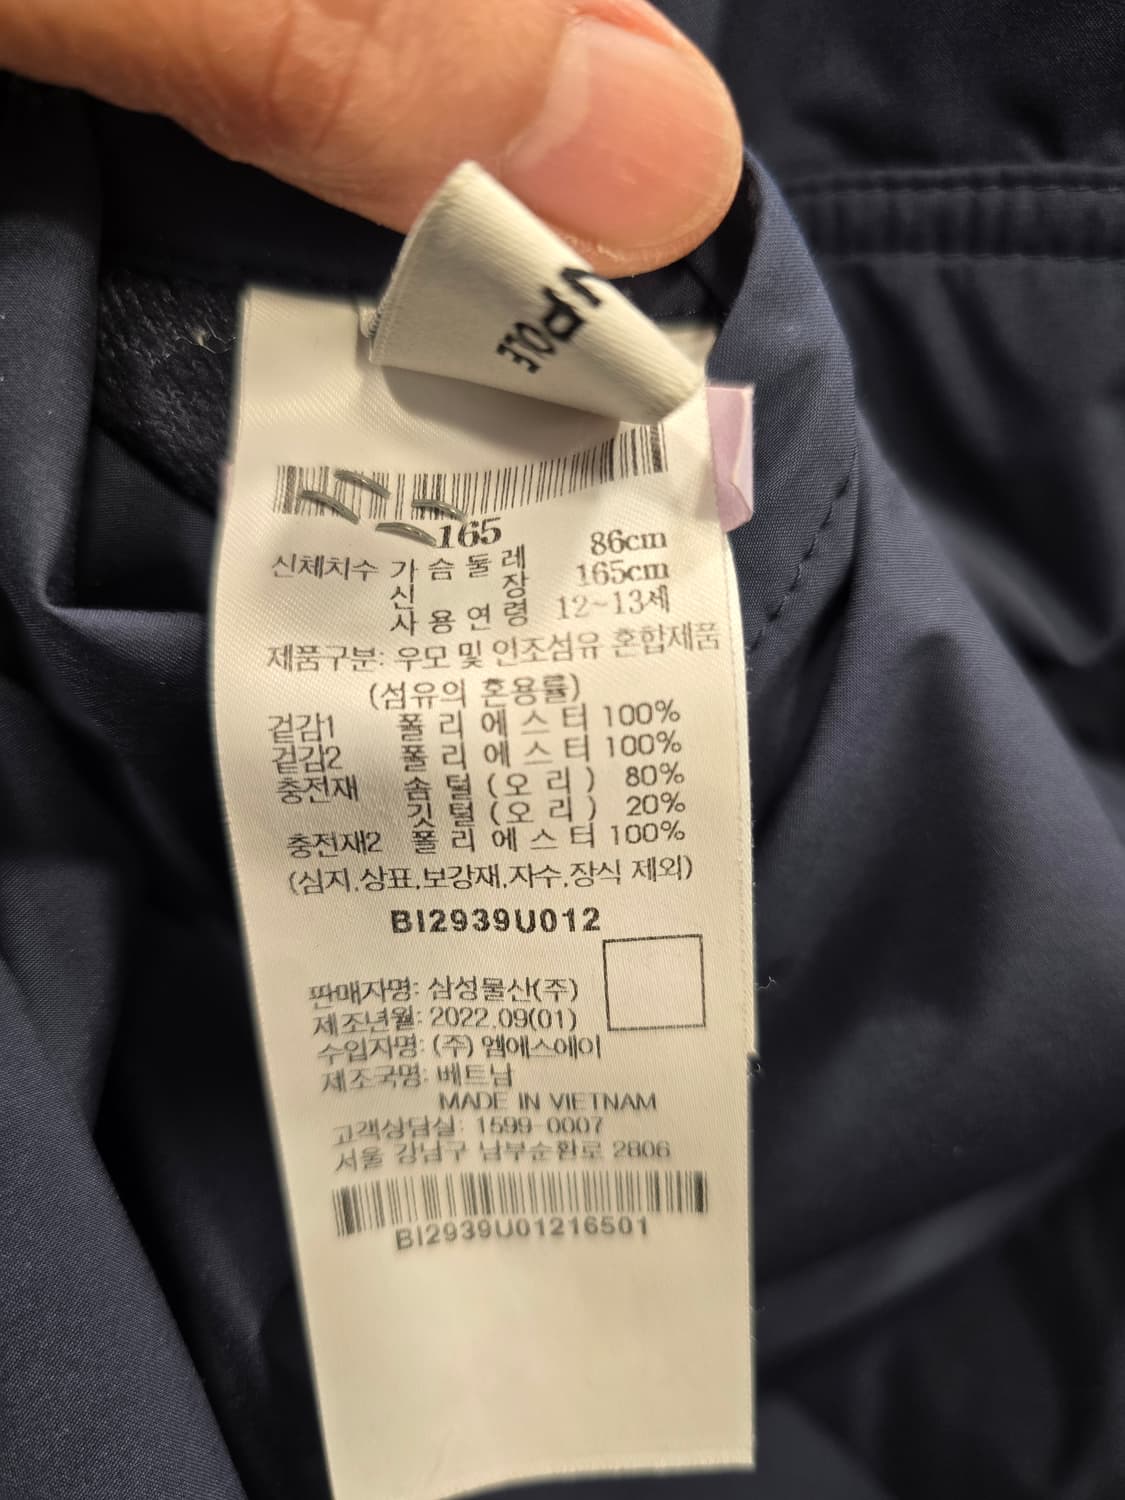 POLE
165
신체치수 가슴둘레 86cm
신장 165cm
사용연령 12~13세
제품구분: 우모 및 인조섬유 혼합제품
(섬유의 혼용률)
겉감1 폴리에스터 100%
겉감2 폴리에스터 100%
충전재 솜털(오리) 80%
깃털(오리) 20%
충전재2 폴리에스터 100%
(심지,상표,보강재,자수,장식 제외)
BI2939U012
판매자명: 삼성물산(주)
제조년월: 2022.09(01)
수입자명: (주) 엠에스에이
제조국명: 베트남
MADE IN VIETNAM
고객상담실: 1599-0007
서울 강남구 남부순환로 2806
BI2939U01216501